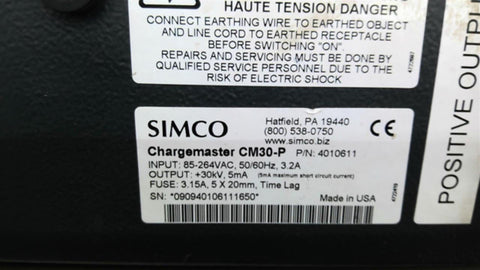 HAUTE TENSION DANGER
CONNECT EARTHING WIRE TO EARTHED OBJECT
AND LINE CORD TO EARTHED RECEPTACLE
BEFORE SWITCHING "ON".
REPAIRS AND SERVICING MUST BE DONE BY
QUALIFIED SERVICE PERSONNEL DUE TO THE
RISK OF ELECTRIC SHOCK
SIMCO
Hatfield, PA 19440
(800) 538-0750
www.simco.biz
CE
Chargemaster CM30-P P/N: 4010611
INPUT: 85-264VAC, 50/60Hz, 3.2A
OUTPUT: +30kV, 5mA (5mA maximum short circuit current)
FUSE: 3.15A, 5 X 20mm, Time Lag
SN: *090940106111650* Made in USA
POSITIVE OUTPU